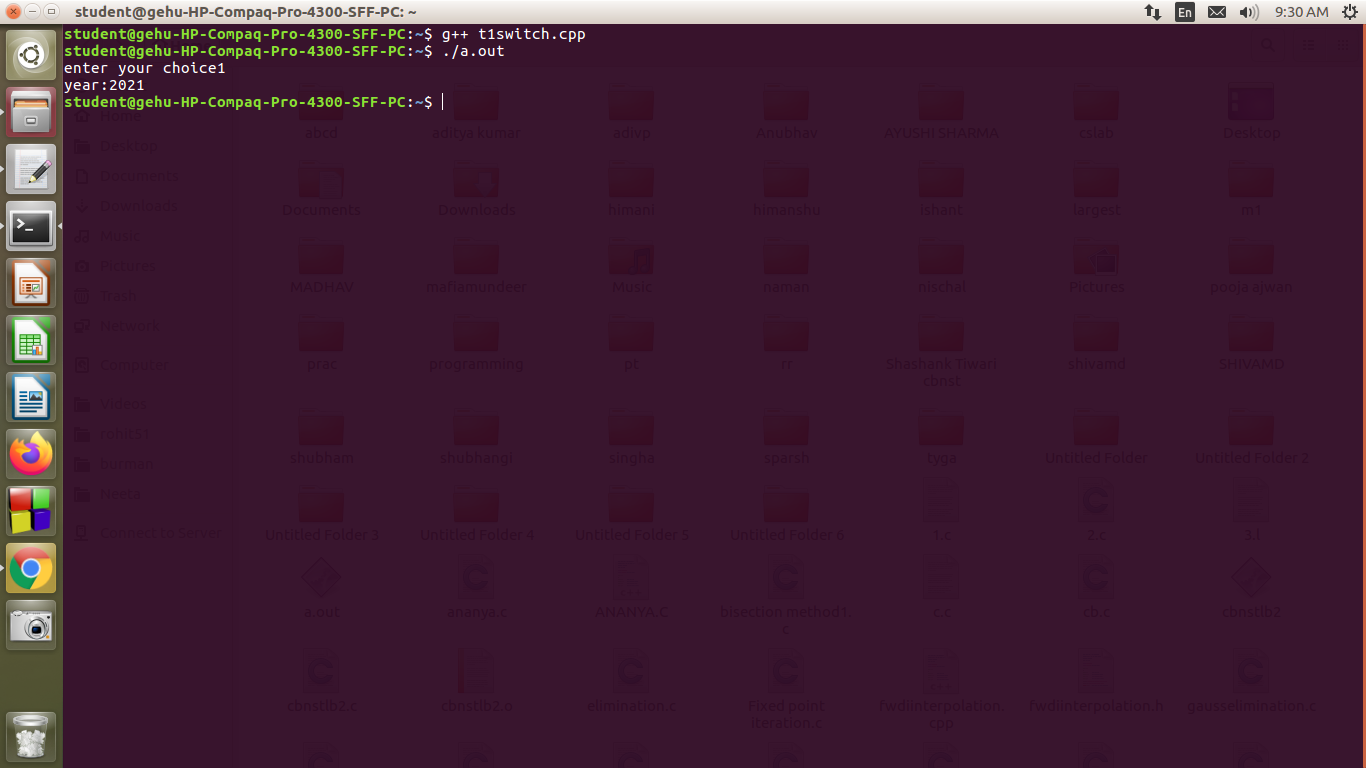 student@gehu-HP-Compaq-Pro-4300-SFF-PC: ~
En
9:30 AM
student@gehu-HP-Compaq-Pro-4300-SFF-PC:~$ g++ t1switch.cpp
student@gehu-HP-Compaq-Pro-4300-SFF-PC:~$ ./a.out
enter your choice1
year:2021
student@gehu-HP-Compaq-Pro-4300-SFF-PC:~$
Home
Desktop
Documents
Downloads
Music
Pictures
Trash
Network
Computer
Videos
rohit51
burman
Neeta
Connect to Server
abcd aditya kumar adivp Anubhav AYUSHI SHARMA cslab Desktop
Documents Downloads himani himanshu ishant largest m1
MADHAV mafiamundeer Music naman nischal Pictures pooja ajwan
prac programming pt rr Shashank Tiwari cbnst shivamd SHIVAMD
shubham shubhangi singha sparsh tyga Untitled Folder Untitled Folder 2
Untitled Folder 3 Untitled Folder 4 Untitled Folder 5 Untitled Folder 6 1.c 2.c 3.l
a.out ananya.c ANANYA.C bisection method1.c c.c cb.c cbnstlb2
cbnstlb2.c cbnstlb2.o elimination.c Fixed point iteration.c fwdiinterpolation.cpp fwdiinterpolation.h gausselimination.c